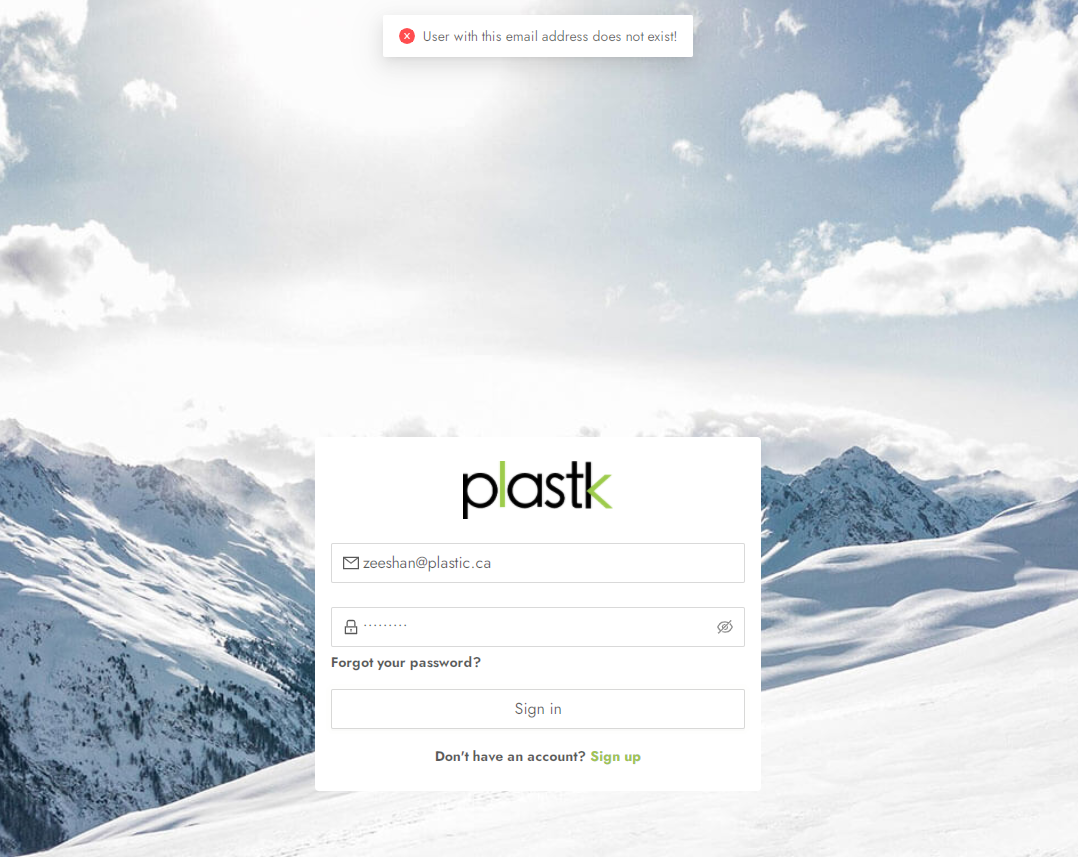 User with this email address does not exist!
plastk
zeeshan@plastic.ca
·········
Forgot your password?
Sign in
Don't have an account? Sign up